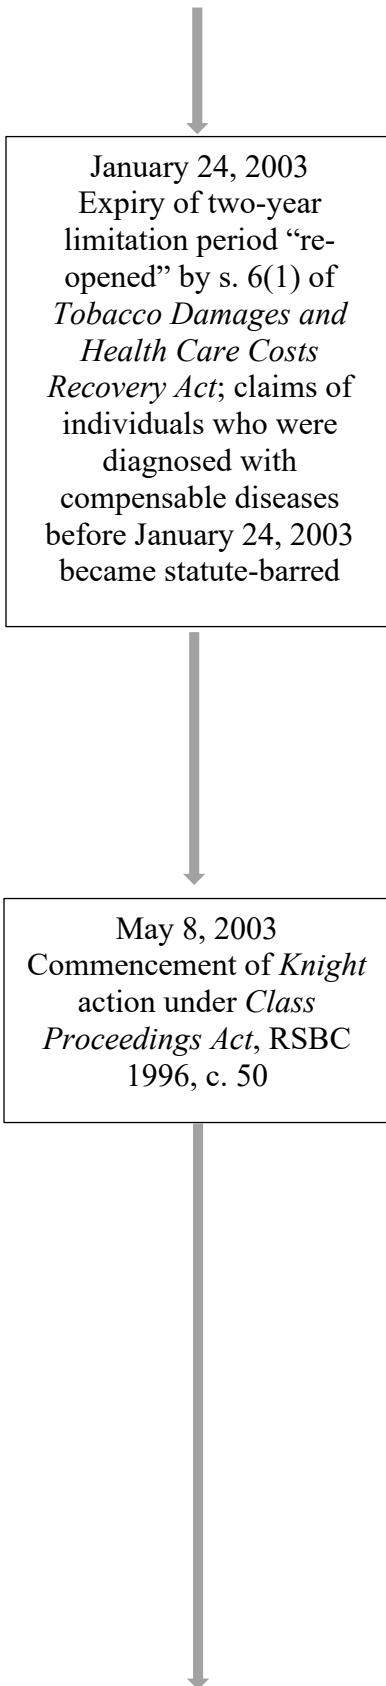 January 24, 2003
Expiry of two-year
limitation period “re-
opened” by s. 6(1) of
Tobacco Damages and
Health Care Costs
Recovery Act; claims of
individuals who were
diagnosed with
compensable diseases
before January 24, 2003
became statute-barred
May 8, 2003
Commencement of Knight
action under Class
Proceedings Act, RSBC
1996, c. 50